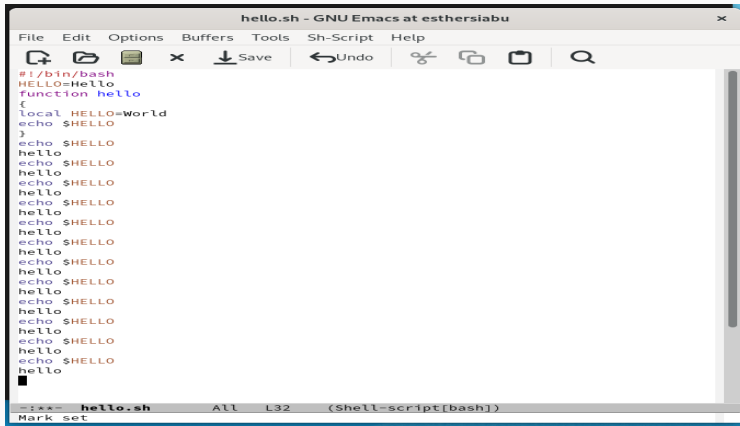 hello.sh - GNU Emacs at esthersiabu ×
File Edit Options Buffers Tools Sh-Script Help
Save Undo
#!/bin/bash
HELLO=Hello
function hello
{
local HELLO=World
echo $HELLO
}
echo $HELLO
hello
echo $HELLO
hello
echo $HELLO
hello
echo $HELLO
hello
echo $HELLO
hello
echo $HELLO
hello
echo $HELLO
hello
echo $HELLO
hello
echo $HELLO
hello
echo $HELLO
hello
echo $HELLO
hello
echo $HELLO
hello
-:**- hello.sh All L32 (Shell-script[bash])
Mark set